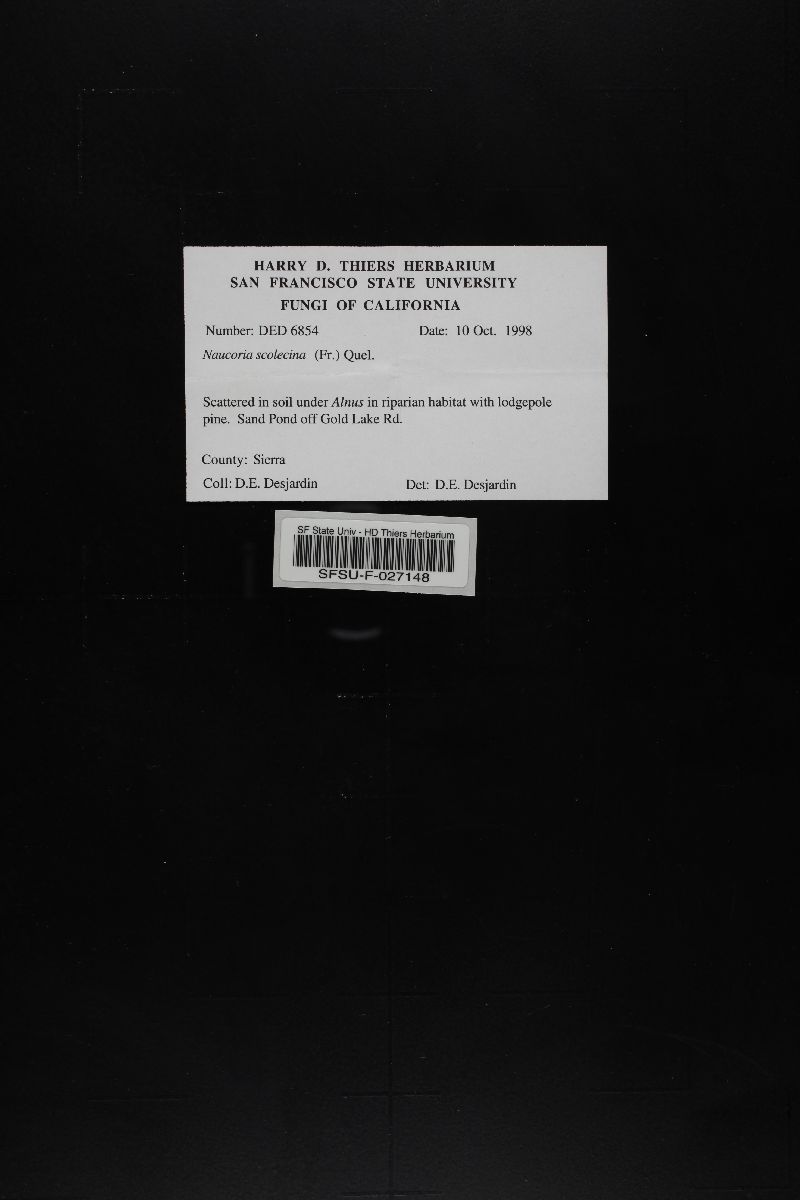 HARRY D. THIERS HERBARIUM
SAN FRANCISCO STATE UNIVERSITY
FUNGI OF CALIFORNIA
Number: DED 6854 Date: 10 Oct. 1998
Naucoria scolecina (Fr.) Quel.
Scattered in soil under Alnus in riparian habitat with lodgepole
pine. Sand Pond off Gold Lake Rd.
County: Sierra
Coll: D.E. Desjardin Det: D.E. Desjardin
SF State Univ - HD Thiers Herbarium
SFSU-F-027148